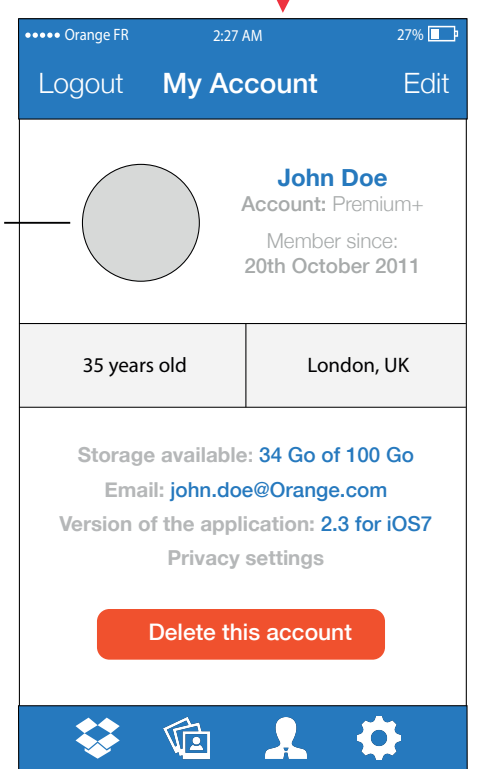 Orange FR 2:27 AM 27%
Logout My Account Edit
John Doe
Account: Premium+
Member since:
20th October 2011
35 years old London, UK
Storage available: 34 Go of 100 Go
Email: john.doe@Orange.com
Version of the application: 2.3 for iOS7
Privacy settings
Delete this account